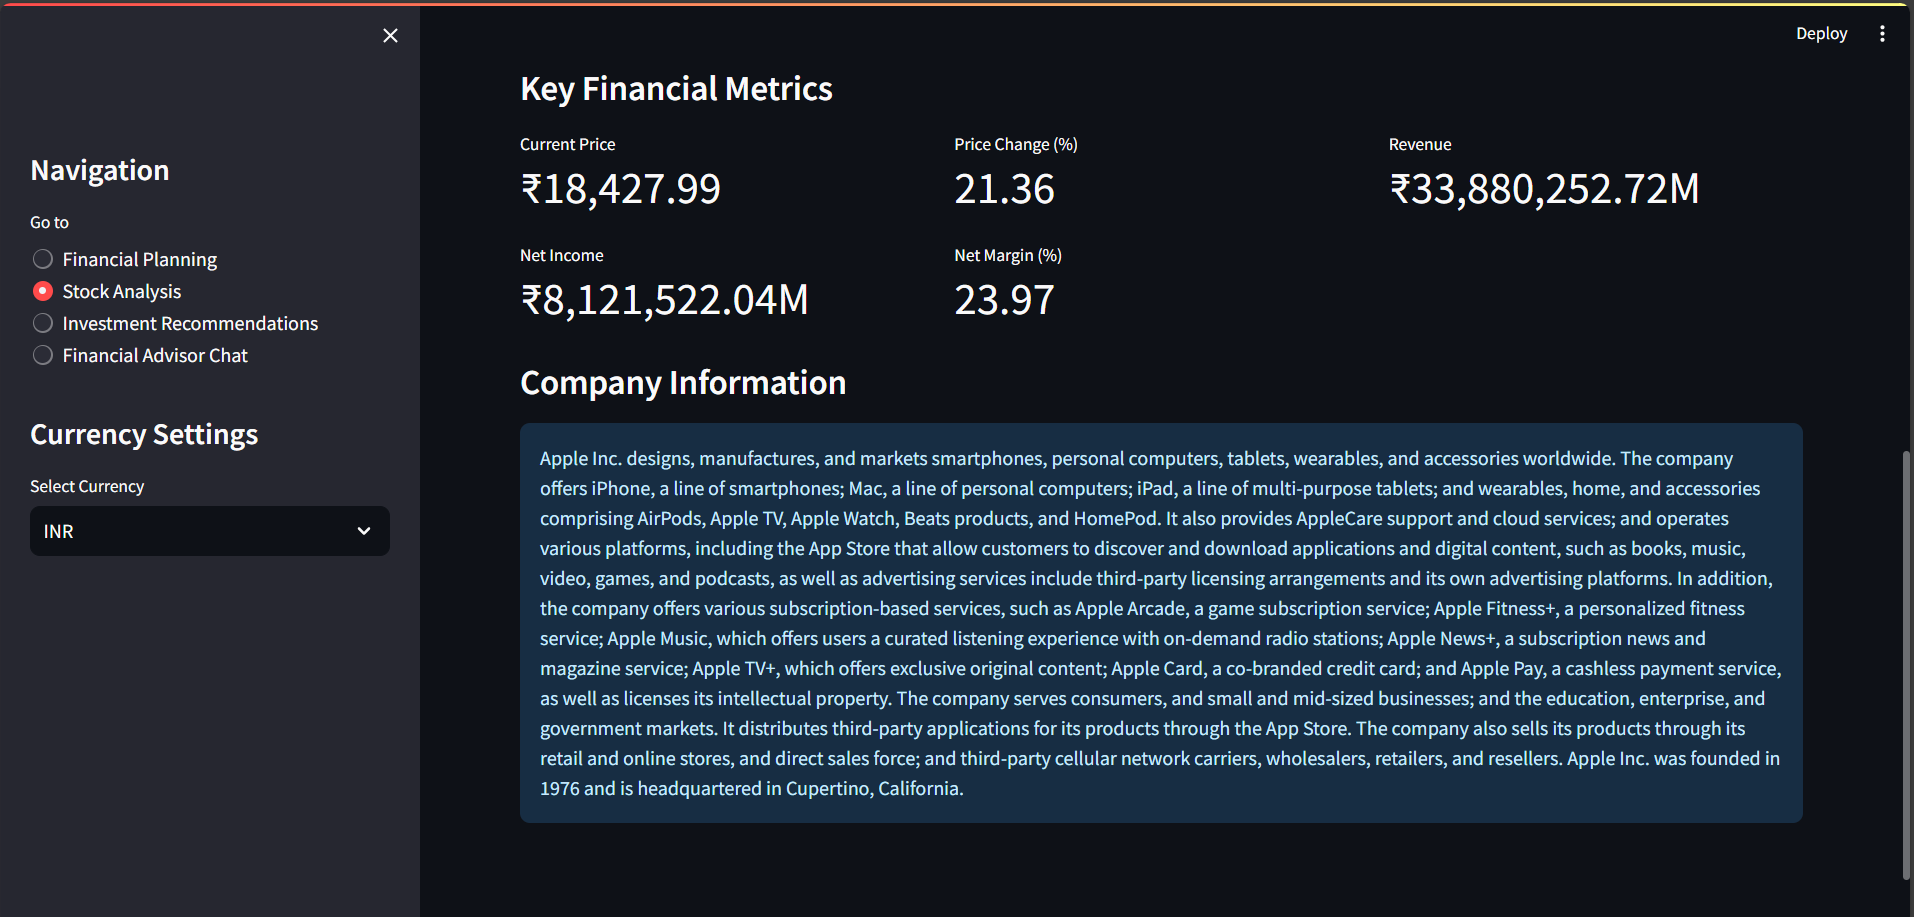 Deploy
Navigation
Go to
Financial Planning
Stock Analysis
Investment Recommendations
Financial Advisor Chat
Currency Settings
Select Currency
INR
Key Financial Metrics
Current Price
₹18,427.99
Price Change (%)
21.36
Revenue
₹33,880,252.72M
Net Income
₹8,121,522.04M
Net Margin (%)
23.97
Company Information
Apple Inc. designs, manufactures, and markets smartphones, personal computers, tablets, wearables, and accessories worldwide. The company
offers iPhone, a line of smartphones; Mac, a line of personal computers; iPad, a line of multi-purpose tablets; and wearables, home, and accessories
comprising AirPods, Apple TV, Apple Watch, Beats products, and HomePod. It also provides AppleCare support and cloud services; and operates
various platforms, including the App Store that allow customers to discover and download applications and digital content, such as books, music,
video, games, and podcasts, as well as advertising services include third-party licensing arrangements and its own advertising platforms. In addition,
the company offers various subscription-based services, such as Apple Arcade, a game subscription service; Apple Fitness+, a personalized fitness
service; Apple Music, which offers users a curated listening experience with on-demand radio stations; Apple News+, a subscription news and
magazine service; Apple TV+, which offers exclusive original content; Apple Card, a co-branded credit card; and Apple Pay, a cashless payment service,
as well as licenses its intellectual property. The company serves consumers, and small and mid-sized businesses; and the education, enterprise, and
government markets. It distributes third-party applications for its products through the App Store. The company also sells its products through its
retail and online stores, and direct sales force; and third-party cellular network carriers, wholesalers, retailers, and resellers. Apple Inc. was founded in
1976 and is headquartered in Cupertino, California.